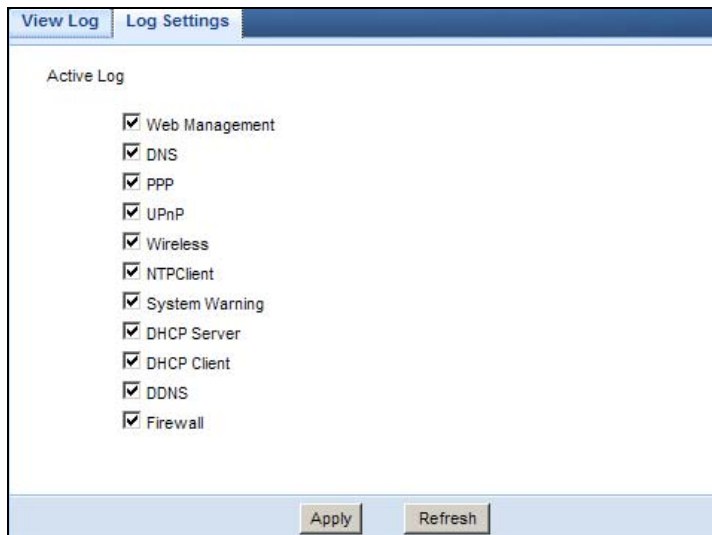 View Log Log Settings
Active Log
Web Management
DNS
PPP
UPnP
Wireless
NTPClient
System Warning
DHCP Server
DHCP Client
DDNS
Firewall
Apply Refresh